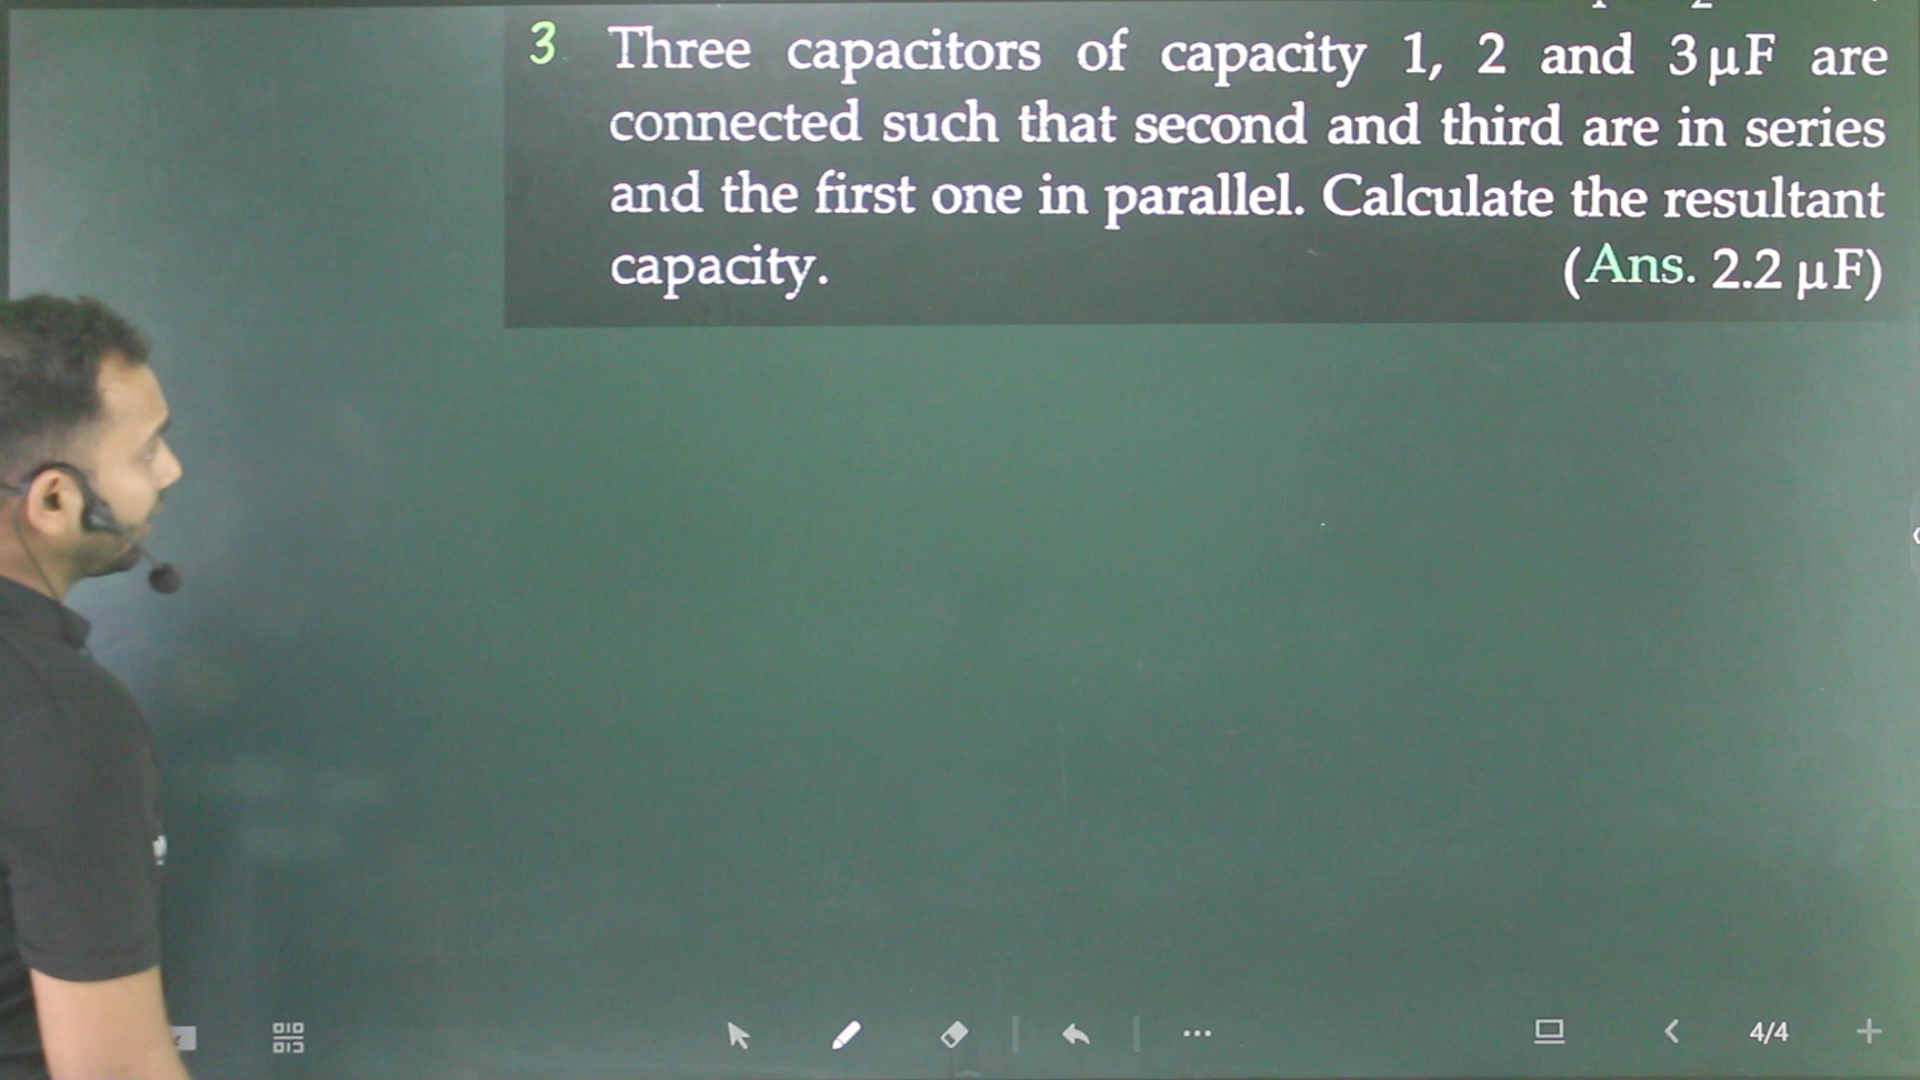 3 Three capacitors of capacity 1, 2 and 3 μF are
connected such that second and third are in series
and the first one in parallel. Calculate the resultant
capacity. (Ans. 2.2 μF)
4/4